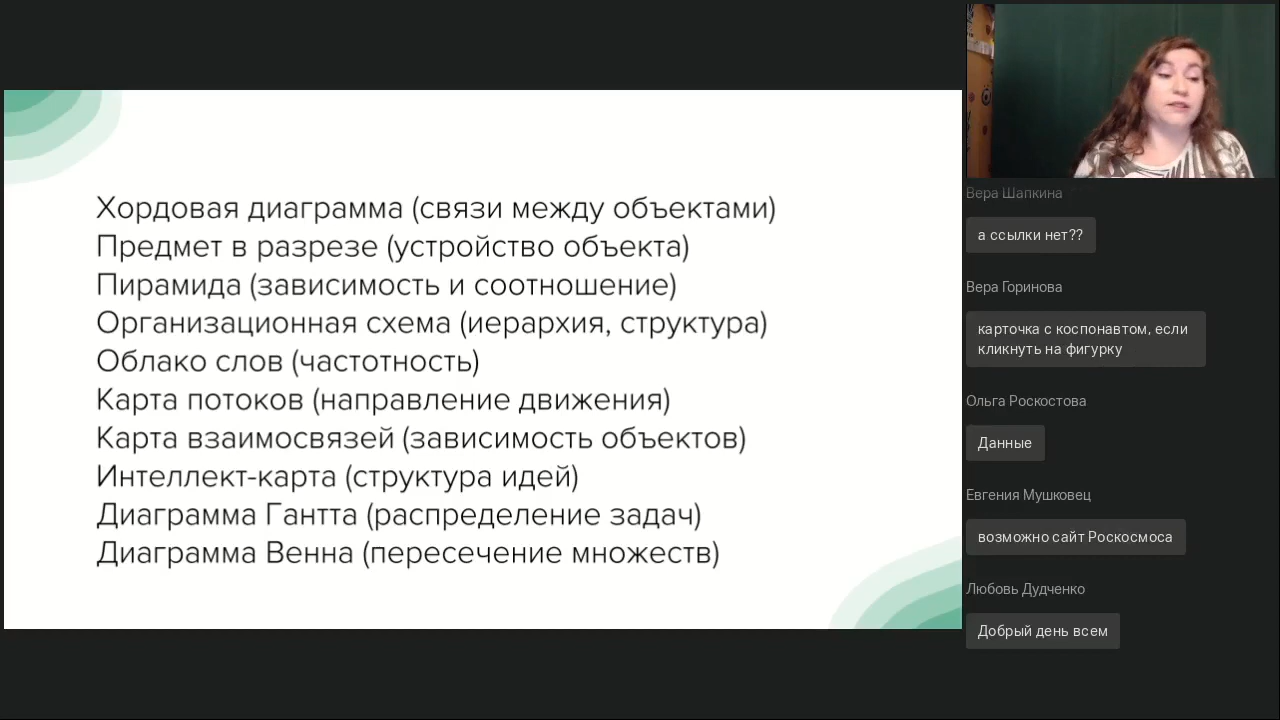 Хордовая диаграмма (связи между объектами)
Предмет в разрезе (устройство объекта)
Пирамида (зависимость и соотношение)
Организационная схема (иерархия, структура)
Облако слов (частотность)
Карта потоков (направление движения)
Карта взаимосвязей (зависимость объектов)
Интеллект-карта (структура идей)
Диаграмма Гантта (распределение задач)
Диаграмма Венна (пересечение множеств)
Вера Шапкина
а ссылки нет??
Вера Горинова
карточка с коспонавтом, если
кликнуть на фигурку
Ольга Роскостова
Данные
Евгения Мушковец
возможно сайт Роскосмоса
Любовь Дудченко
Добрый день всем